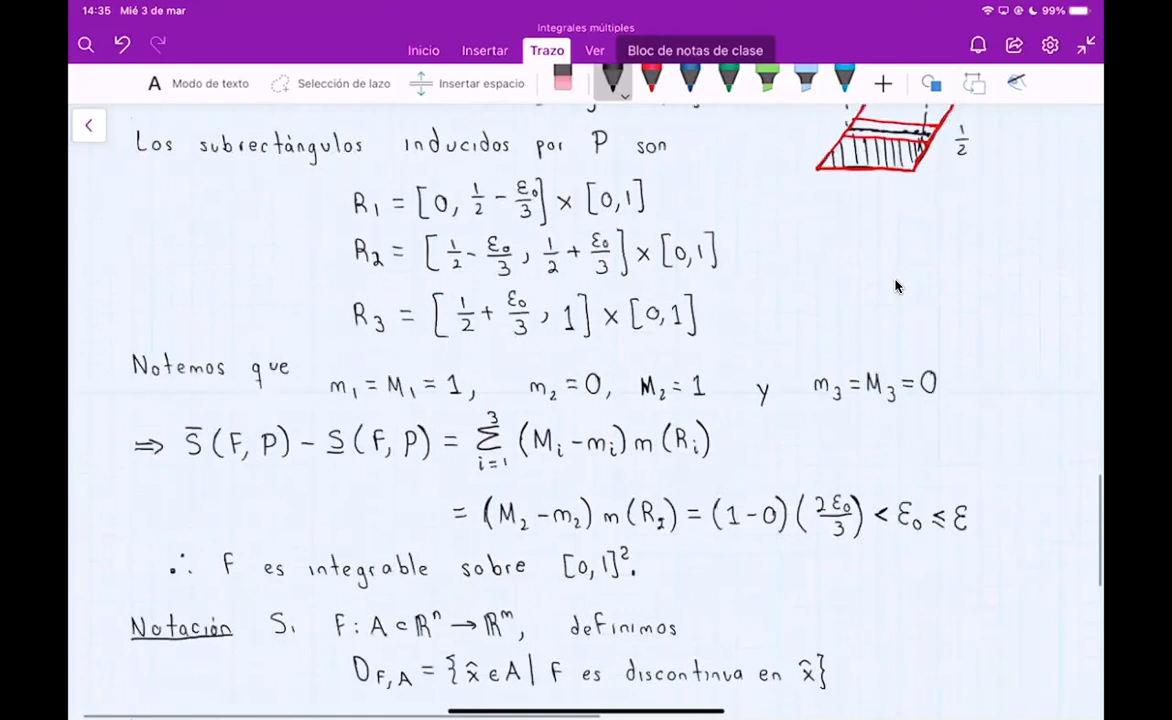 14:35 Mié 3 de mar
99%
Integrales múltiples
Inicio Insertar Trazo Ver Bloc de notas de clase
Modo de texto Selección de lazo Insertar espacio
Los subrectángulos inducidos por P son
1/2
R₁ = [0, 1/2 - ε₀/3] × [0,1]
R₂ = [1/2 - ε₀/3, 1/2 + ε₀/3] × [0,1]
R₃ = [1/2 + ε₀/3, 1] × [0,1]
Notemos que m₁ = M₁ = 1, m₂ = 0, M₂ = 1 y m₃ = M₃ = 0
⇒ S̄(F, P) - S̲(F, P) = Σ_{i=1}^{3} (Mᵢ - mᵢ) m(Rᵢ)
= (M₂ - m₂) m(R₂) = (1-0)(2ε₀/3) < ε₀ ≤ ε
∴ F es integrable sobre [0,1]².
Notación Si F: A ⊂ ℝⁿ → ℝᵐ, definimos
D_{F,A} = {x̂ ∈ A | F es discontinua en x̂}